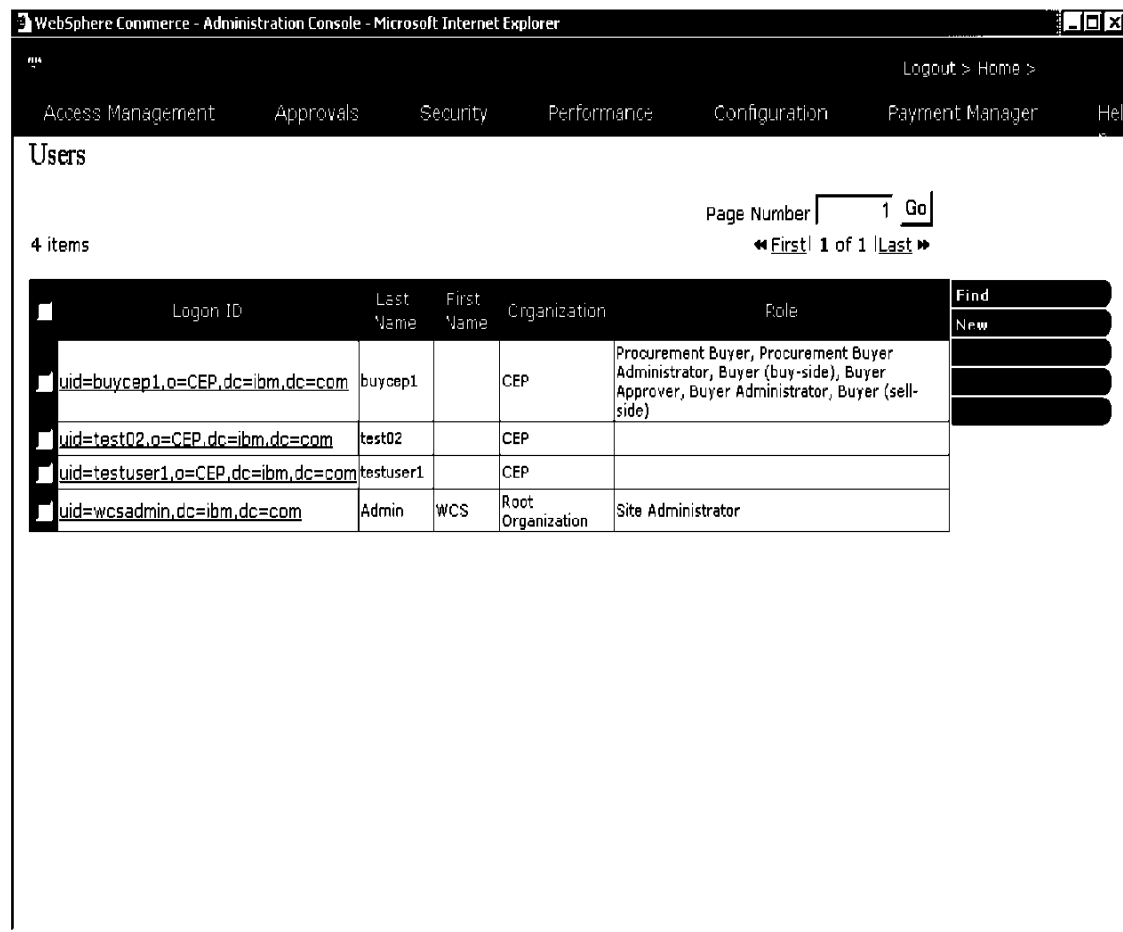 WebSphere Commerce - Administration Console - Microsoft Internet Explorer
Logout > Home >
Access Management Approvals Security Performance Configuration Payment Manager Hel
Users
Page Number 1 Go
4 items
First 1 of 1 Last
Logon ID Last Name First Name Organization Role
Find
New
uid=buycep1,o=CEP,dc=ibm,dc=com buycep1 CEP Procurement Buyer, Procurement Buyer
Administrator, Buyer (buy-side), Buyer
Approver, Buyer Administrator, Buyer (sell-
side)
uid=test02,o=CEP,dc=ibm,dc=com test02 CEP
uid=testuser1,o=CEP,dc=ibm,dc=com testuser1 CEP
uid=wcsadmin,dc=ibm,dc=com Admin WCS Root Organization Site Administrator